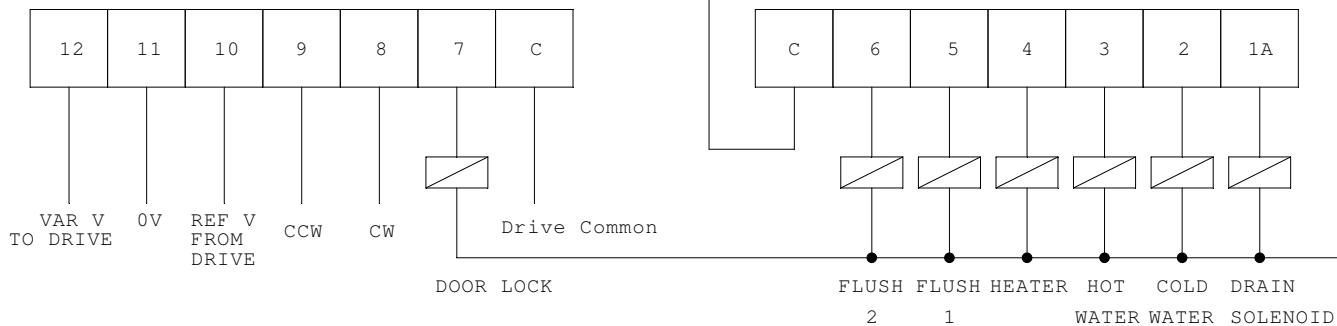 12 11 10 9 8 7 C
C 6 5 4 3 2 1A
VAR V
TO DRIVE
0V
REF V
FROM
DRIVE
CCW
CW
Drive Common
DOOR LOCK
FLUSH
2
FLUSH
1
HEATER
HOT
WATER
COLD
WATER
DRAIN
SOLENOID